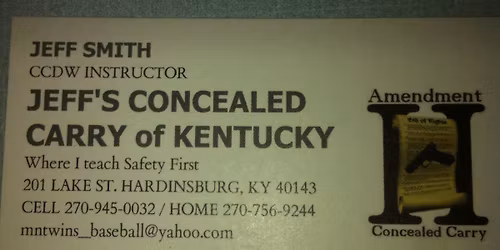 JEFF SMITH
CCDW INSTRUCTOR
JEFF'S CONCEALED
CARRY of KENTUCKY
Where I teach Safety First
201 LAKE ST. HARDINSBURG, KY 40143
CELL 270-945-0032 / HOME 270-756-9244
mntwins_baseball@yahoo.com
Amendment
II
Bill of Rights
Concealed Carry